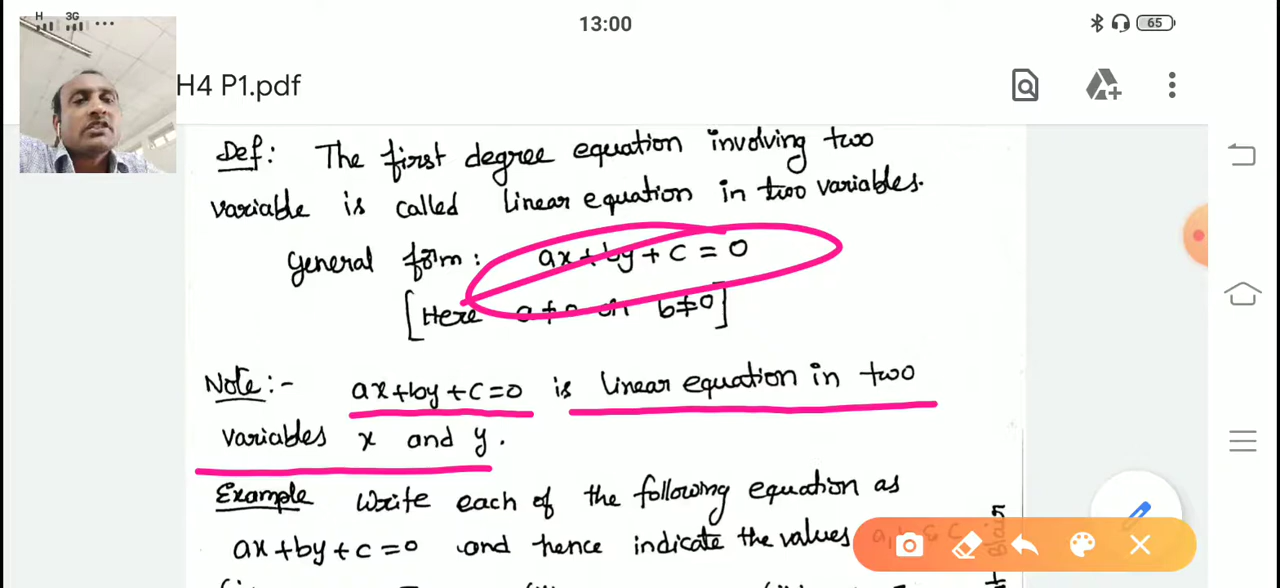 H 3G 13:00 65
H4 P1.pdf
Def: The first degree equation involving two
variable is called linear equation in two variables.
General form: ax+by+c=0
[Here a≠0 or b≠0]
Note:- ax+by+c=0 is linear equation in two
variables x and y.
Example Write each of the following equation as
ax+by+c=0 and hence indicate the values a, b & c